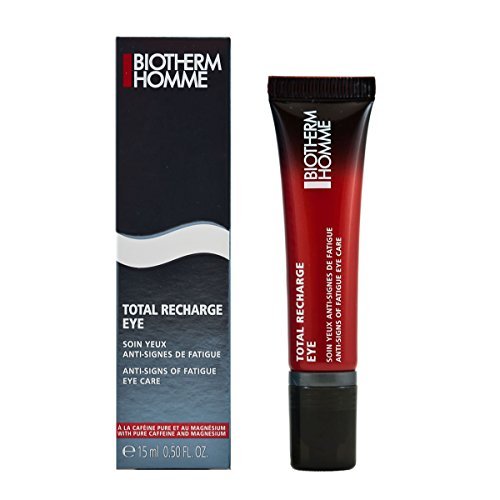 BIOTHERM
HOMME
TOTAL RECHARGE
EYE
SOIN YEUX
ANTI-SIGNES DE FATIGUE
ANTI-SIGNS OF FATIGUE
EYE CARE
À LA CAFÉINE PURE ET AU MAGNÉSIUM
WITH PURE CAFFEINE AND MAGNESIUM
℮ 15 ml 0.50 FL. OZ.
BIOTHERM
HOMME
TOTAL RECHARGE
EYE
SOIN YEUX ANTI-SIGNES DE FATIGUE
ANTI-SIGNS OF FATIGUE EYE CARE